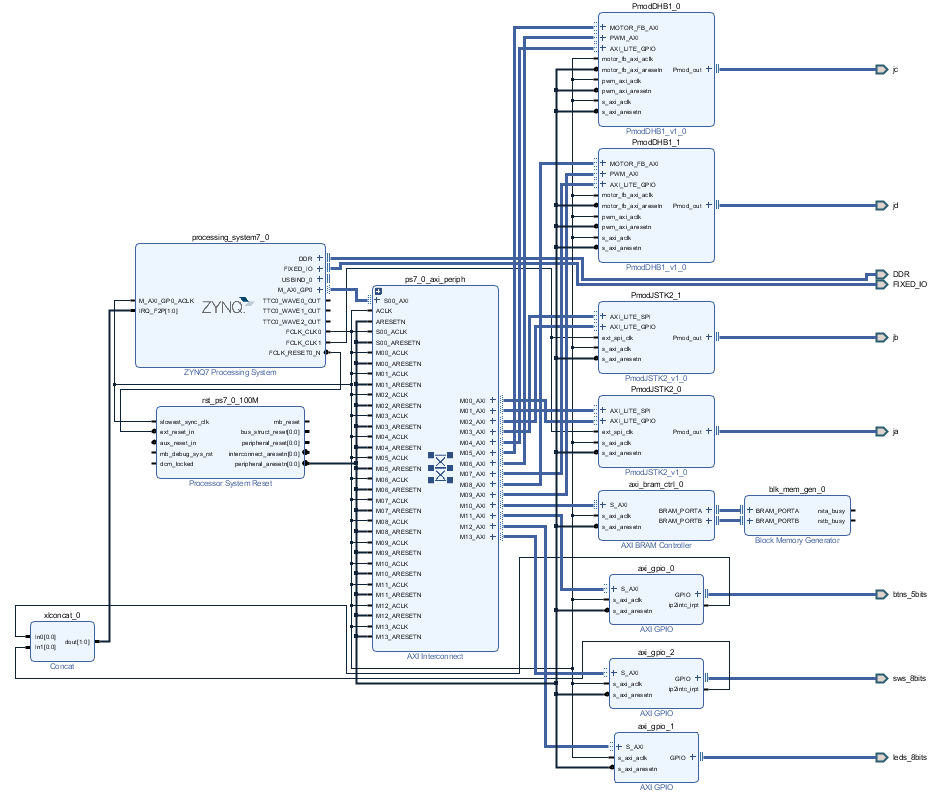 PmodDHB1_0
MOTOR_FB_AXI
PWM_AXI
AXI_LITE_GPIO
motor_fb_axi_aclk
motor_fb_axi_aresetn
pwm_axi_aclk
pwm_axi_aresetn
s_axi_aclk
s_axi_aresetn
Pmod_out
PmodDHB1_v1_0
jc
PmodDHB1_1
MOTOR_FB_AXI
PWM_AXI
AXI_LITE_GPIO
motor_fb_axi_aclk
motor_fb_axi_aresetn
pwm_axi_aclk
pwm_axi_aresetn
s_axi_aclk
s_axi_aresetn
Pmod_out
PmodDHB1_v1_0
jd
processing_system7_0
M_AXI_GP0_ACLK
IRQ_F2P[1:0]
ZYNQ
DDR
FIXED_IO
USBIND_0
M_AXI_GP0
TTC0_WAVE0_OUT
TTC0_WAVE1_OUT
TTC0_WAVE2_OUT
FCLK_CLK0
FCLK_CLK1
FCLK_RESET0_N
ZYNQ7 Processing System
DDR
FIXED_IO
ps7_0_axi_periph
S00_AXI
ACLK
ARESETN
S00_ACLK
S00_ARESETN
M00_ACLK
M00_ARESETN
M01_ACLK
M01_ARESETN
M02_ACLK
M02_ARESETN
M03_ACLK
M03_ARESETN
M04_ACLK
M04_ARESETN
M05_ACLK
M05_ARESETN
M06_ACLK
M06_ARESETN
M07_ACLK
M07_ARESETN
M08_ACLK
M08_ARESETN
M09_ACLK
M09_ARESETN
M10_ACLK
M10_ARESETN
M11_ACLK
M11_ARESETN
M12_ACLK
M12_ARESETN
M13_ACLK
M13_ARESETN
M00_AXI
M01_AXI
M02_AXI
M03_AXI
M04_AXI
M05_AXI
M06_AXI
M07_AXI
M08_AXI
M09_AXI
M10_AXI
M11_AXI
M12_AXI
M13_AXI
AXI Interconnect
PmodJSTK2_1
AXI_LITE_SPI
AXI_LITE_GPIO
ext_spi_clk
s_axi_aclk
s_axi_aresetn
Pmod_out
PmodJSTK2_v1_0
jb
PmodJSTK2_0
AXI_LITE_SPI
AXI_LITE_GPIO
ext_spi_clk
s_axi_aclk
s_axi_aresetn
Pmod_out
PmodJSTK2_v1_0
ja
rst_ps7_0_100M
slowest_sync_clk
ext_reset_in
aux_reset_in
mb_debug_sys_rst
dcm_locked
mb_reset
bus_struct_reset[0:0]
peripheral_reset[0:0]
interconnect_aresetn[0:0]
peripheral_aresetn[0:0]
Processor System Reset
axi_bram_ctrl_0
S_AXI
s_axi_aclk
s_axi_aresetn
BRAM_PORTA
BRAM_PORTB
AXI BRAM Controller
blk_mem_gen_0
BRAM_PORTA
BRAM_PORTB
rsta_busy
rstb_busy
Block Memory Generator
axi_gpio_0
S_AXI
s_axi_aclk
s_axi_aresetn
GPIO
ip2intc_irpt
AXI GPIO
btns_5bits
xlconcat_0
In0[0:0]
In1[0:0]
dout[1:0]
Concat
axi_gpio_2
S_AXI
s_axi_aclk
s_axi_aresetn
GPIO
ip2intc_irpt
AXI GPIO
sws_8bits
axi_gpio_1
S_AXI
s_axi_aclk
s_axi_aresetn
GPIO
AXI GPIO
leds_8bits